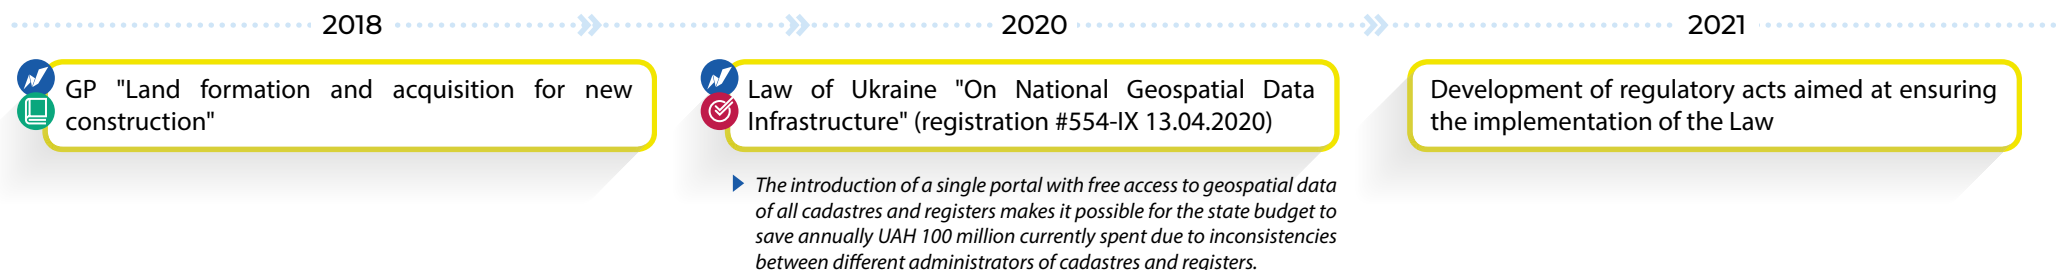 2018
2020
2021
GP "Land formation and acquisition for new
construction"
Law of Ukraine "On National Geospatial Data
Infrastructure" (registration #554-IX 13.04.2020)
The introduction of a single portal with free access to geospatial data
of all cadastres and registers makes it possible for the state budget to
save annually UAH 100 million currently spent due to inconsistencies
between different administrators of cadastres and registers.
Development of regulatory acts aimed at ensuring
the implementation of the Law